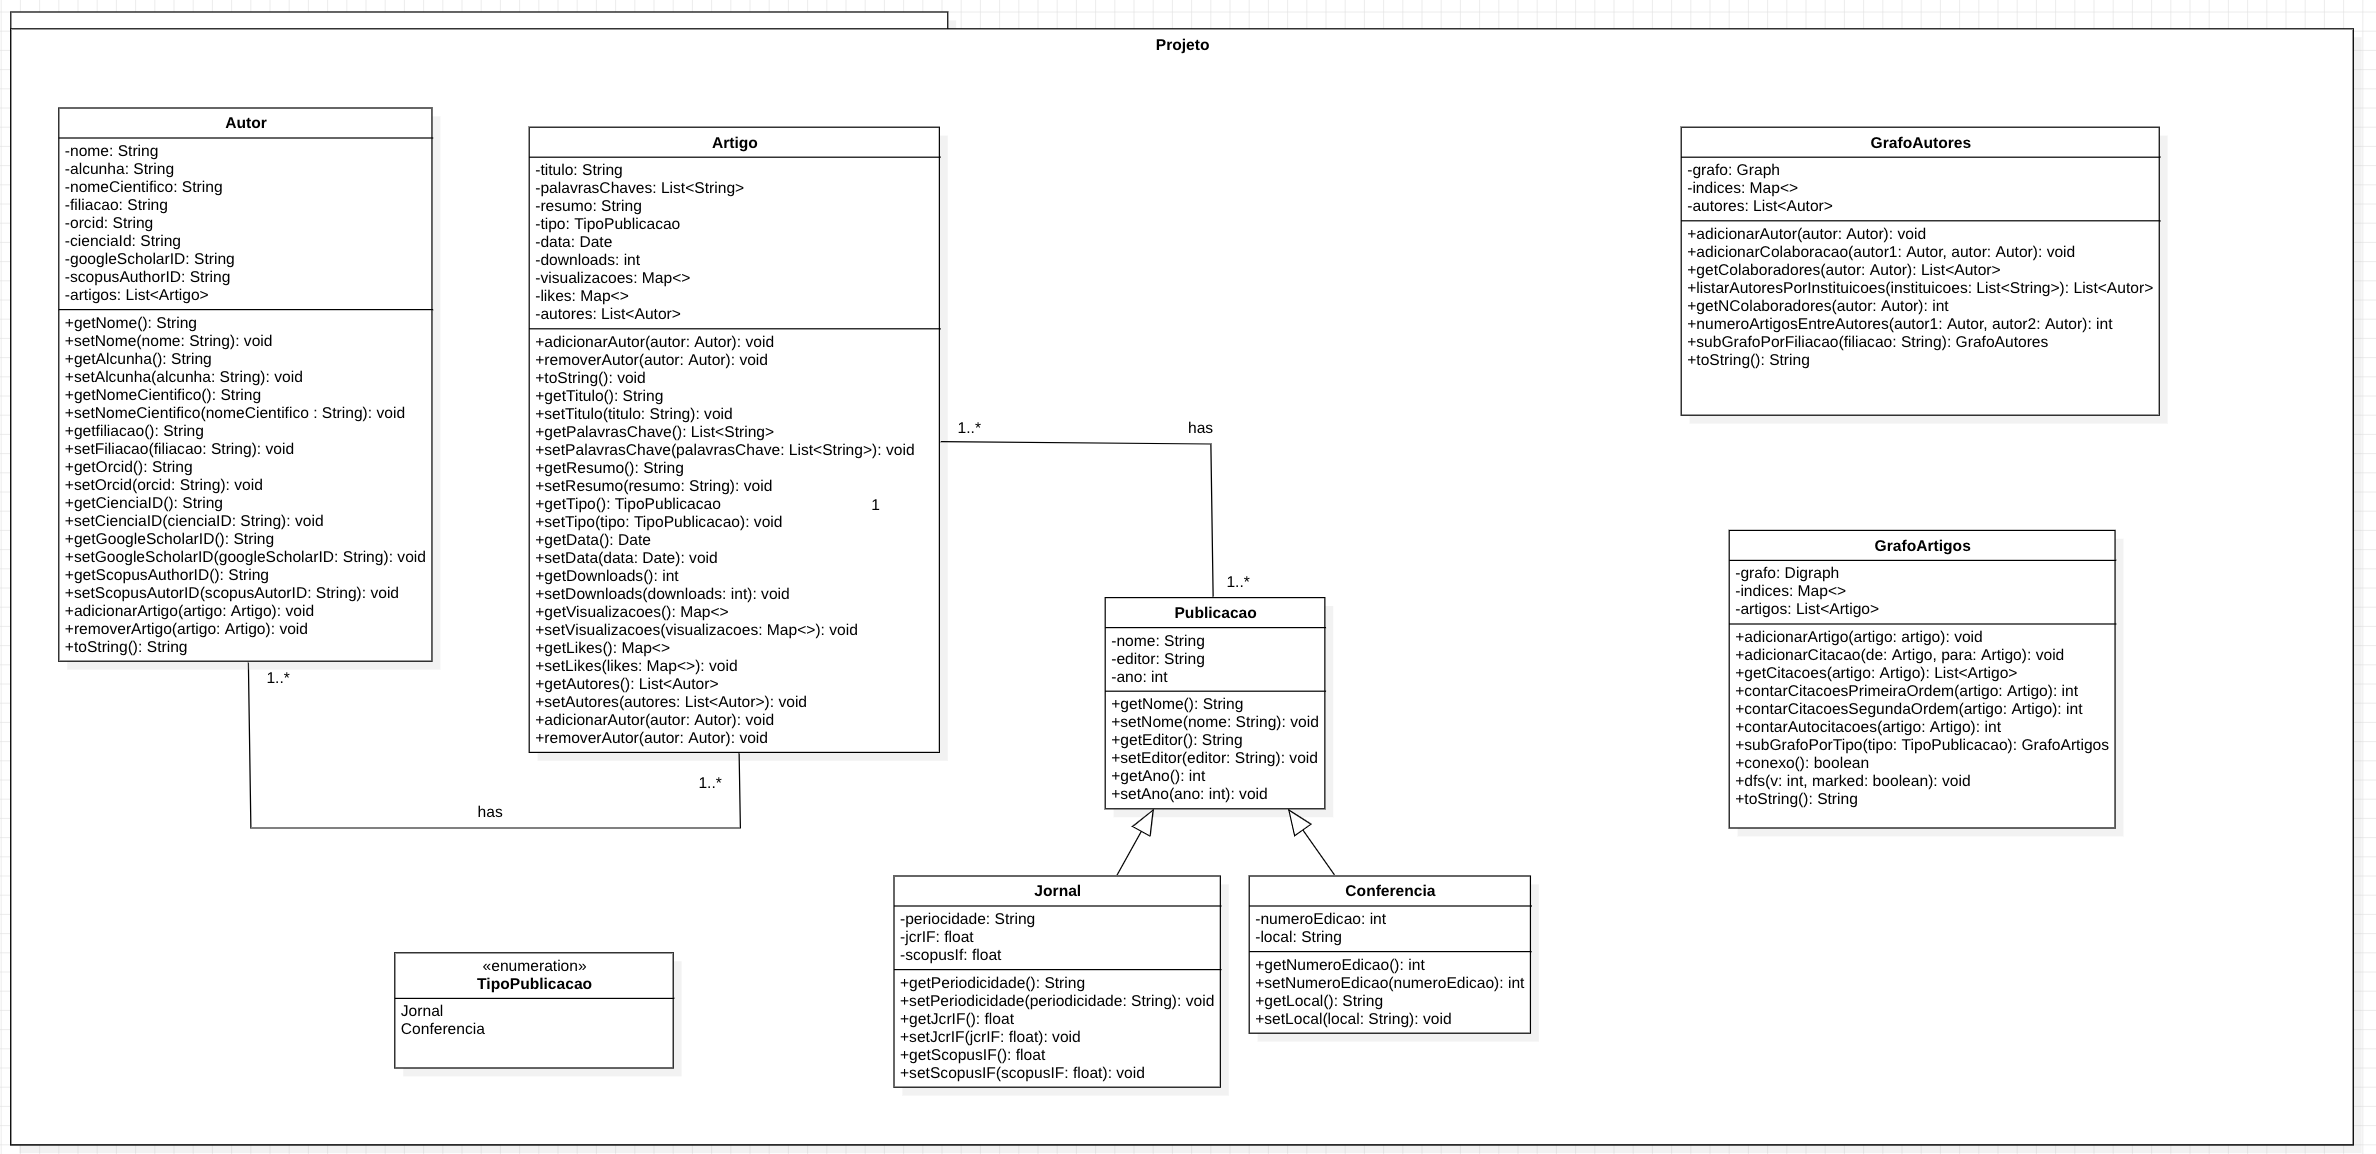 Projeto
Autor
-nome: String
-alcunha: String
-nomeCientifico: String
-filiacao: String
-orcid: String
-cienciaId: String
-googleScholarID: String
-scopusAuthorID: String
-artigos: List<Artigo>
+getNome(): String
+setNome(nome: String): void
+getAlcunha(): String
+setAlcunha(alcunha: String): void
+getNomeCientifico(): String
+setNomeCientifico(nomeCientifico : String): void
+getfiliacao(): String
+setFiliacao(filiacao: String): void
+getOrcid(): String
+setOrcid(orcid: String): void
+getCienciaID(): String
+setCienciaID(cienciaID: String): void
+getGoogleScholarID(): String
+setGoogleScholarID(googleScholarID: String): void
+getScopusAuthorID(): String
+setScopusAutorID(scopusAutorID: String): void
+adicionarArtigo(artigo: Artigo): void
+removerArtigo(artigo: Artigo): void
+toString(): String
1..*
has
1..*
Artigo
-titulo: String
-palavrasChaves: List<String>
-resumo: String
-tipo: TipoPublicacao
-data: Date
-downloads: int
-visualizacoes: Map<>
-likes: Map<>
-autores: List<Autor>
+adicionarAutor(autor: Autor): void
+removerAutor(autor: Autor): void
+toString(): void
+getTitulo(): String
+setTitulo(titulo: String): void
+getPalavrasChave(): List<String>
+setPalavrasChave(palavrasChave: List<String>): void
+getResumo(): String
+setResumo(resumo: String): void
+getTipo(): TipoPublicacao
1
+setTipo(tipo: TipoPublicacao): void
+getData(): Date
+setData(data: Date): void
+getDownloads(): int
+setDownloads(downloads: int): void
+getVisualizacoes(): Map<>
+setVisualizacoes(visualizacoes: Map<>): void
+getLikes(): Map<>
+setLikes(likes: Map<>): void
+getAutores(): List<Autor>
+setAutores(autores: List<Autor>): void
+adicionarAutor(autor: Autor): void
+removerAutor(autor: Autor): void
1..*
has
1..*
Publicacao
-nome: String
-editor: String
-ano: int
+getNome(): String
+setNome(nome: String): void
+getEditor(): String
+setEditor(editor: String): void
+getAno(): int
+setAno(ano: int): void
Jornal
-periocidade: String
-jcrIF: float
-scopusIf: float
+getPeriodicidade(): String
+setPeriodicidade(periodicidade: String): void
+getJcrIF(): float
+setJcrIF(jcrIF: float): void
+getScopusIF(): float
+setScopusIF(scopusIF: float): void
Conferencia
-numeroEdicao: int
-local: String
+getNumeroEdicao(): int
+setNumeroEdicao(numeroEdicao): int
+getLocal(): String
+setLocal(local: String): void
«enumeration»
TipoPublicacao
Jornal
Conferencia
GrafoAutores
-grafo: Graph
-indices: Map<>
-autores: List<Autor>
+adicionarAutor(autor: Autor): void
+adicionarColaboracao(autor1: Autor, autor: Autor): void
+getColaboradores(autor: Autor): List<Autor>
+listarAutoresPorInstituicoes(instituicoes: List<String>): List<Autor>
+getNColaboradores(autor: Autor): int
+numeroArtigosEntreAutores(autor1: Autor, autor2: Autor): int
+subGrafoPorFiliacao(filiacao: String): GrafoAutores
+toString(): String
GrafoArtigos
-grafo: Digraph
-indices: Map<>
-artigos: List<Artigo>
+adicionarArtigo(artigo: artigo): void
+adicionarCitacao(de: Artigo, para: Artigo): void
+getCitacoes(artigo: Artigo): List<Artigo>
+contarCitacoesPrimeiraOrdem(artigo: Artigo): int
+contarCitacoesSegundaOrdem(artigo: Artigo): int
+contarAutocitacoes(artigo: Artigo): int
+subGrafoPorTipo(tipo: TipoPublicacao): GrafoArtigos
+conexo(): boolean
+dfs(v: int, marked: boolean): void
+toString(): String